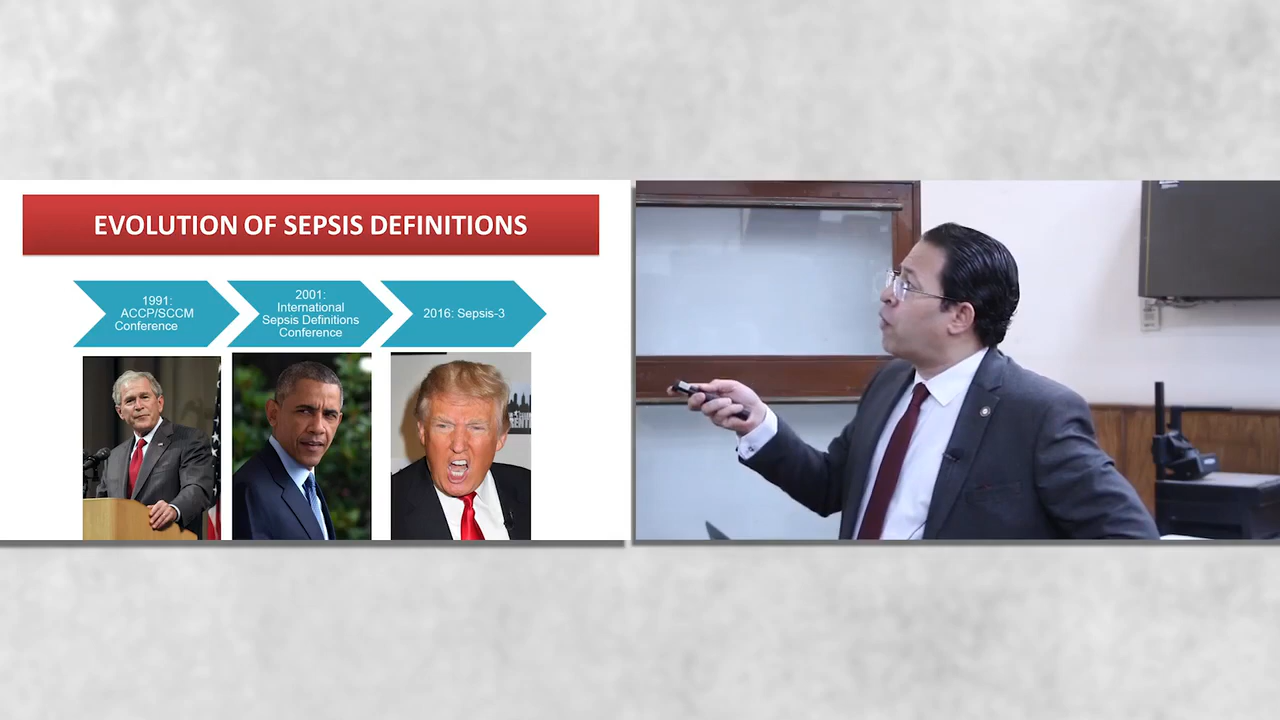 EVOLUTION OF SEPSIS DEFINITIONS
1991:
ACCP/SCCM
Conference
2001:
International
Sepsis Definitions
Conference
2016: Sepsis-3